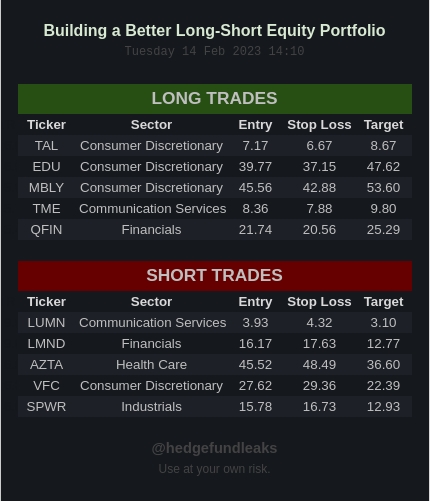 Building a Better Long-Short Equity Portfolio
Tuesday 14 Feb 2023 14:10
LONG TRADES
Ticker Sector Entry Stop Loss Target
TAL Consumer Discretionary 7.17 6.67 8.67
EDU Consumer Discretionary 39.77 37.15 47.62
MBLY Consumer Discretionary 45.56 42.88 53.60
TME Communication Services 8.36 7.88 9.80
QFIN Financials 21.74 20.56 25.29
SHORT TRADES
Ticker Sector Entry Stop Loss Target
LUMN Communication Services 3.93 4.32 3.10
LMND Financials 16.17 17.63 12.77
AZTA Health Care 45.52 48.49 36.60
VFC Consumer Discretionary 27.62 29.36 22.39
SPWR Industrials 15.78 16.73 12.93
@hedgefundleaks
Use at your own risk.